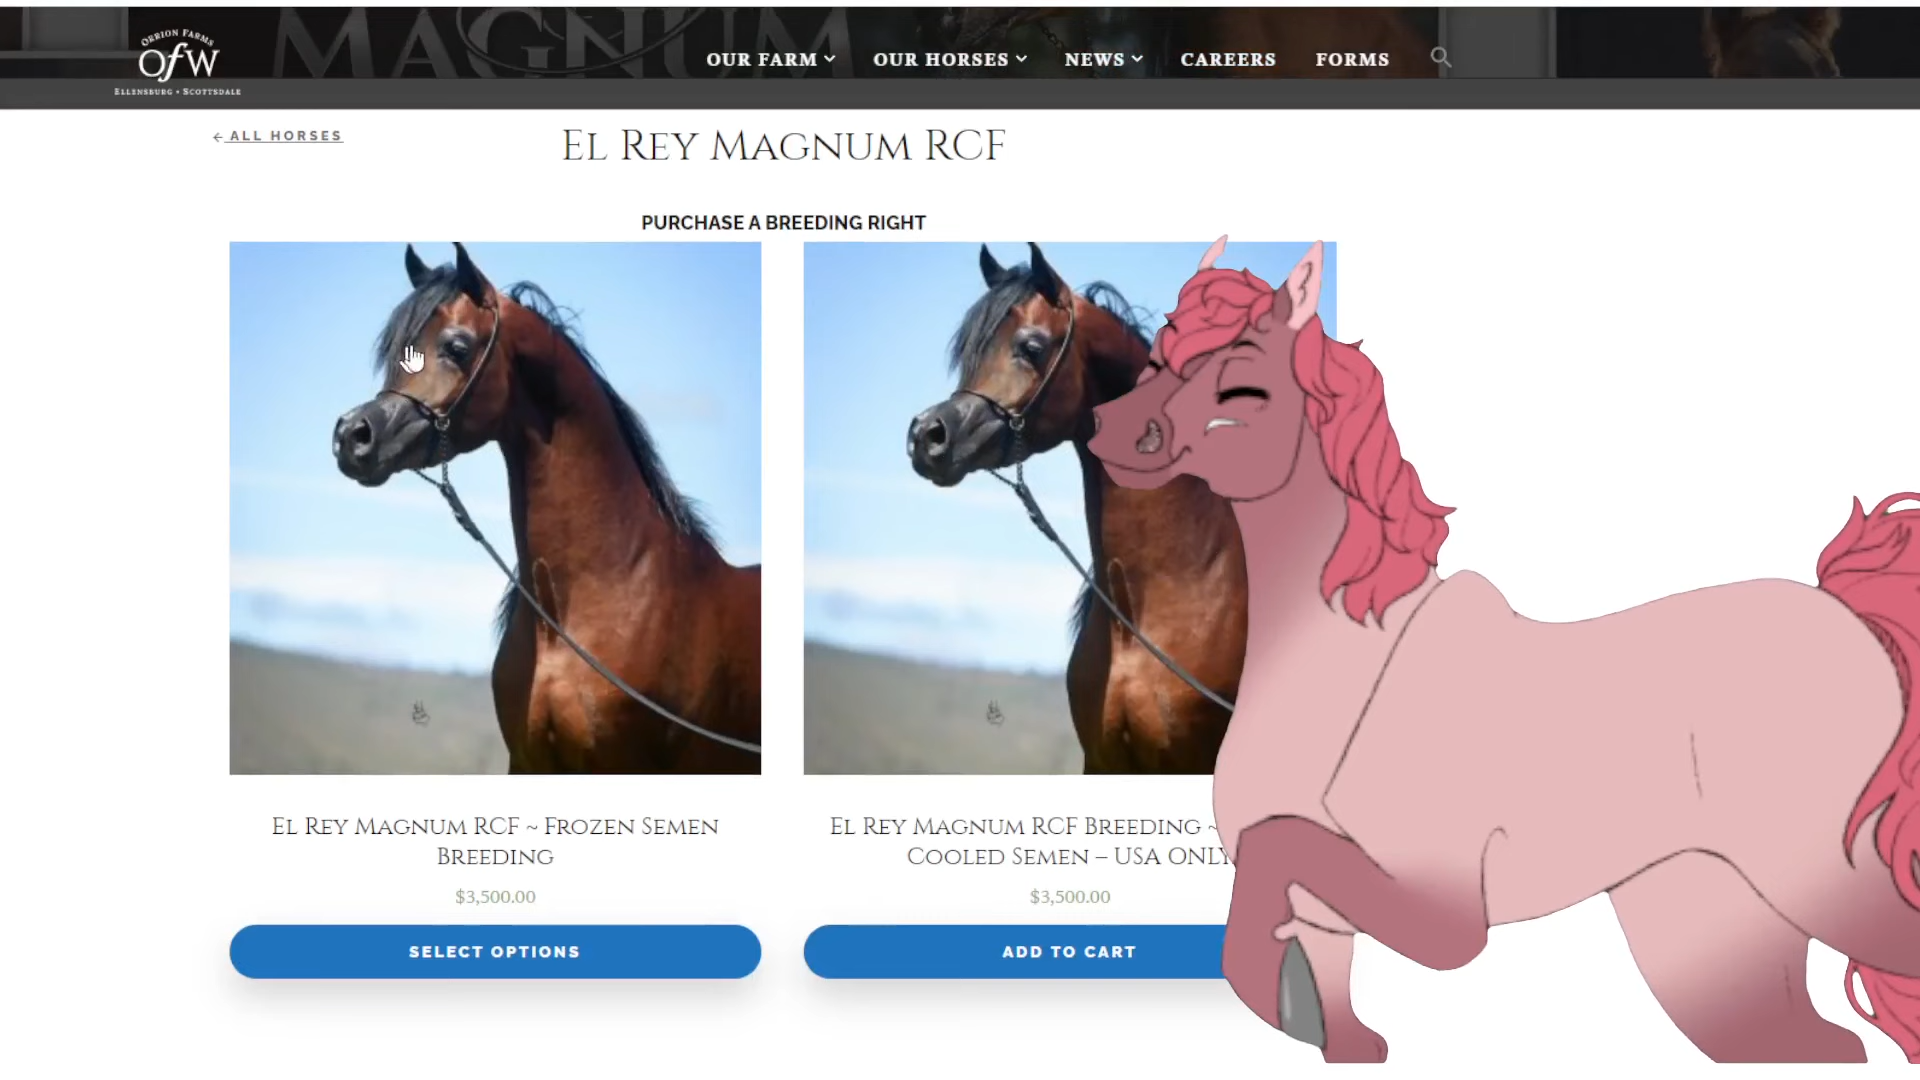 MAGNUM
ORRION FARMS
OFW
ELLENSBURG • SCOTTSDALE
OUR FARM
OUR HORSES
NEWS
CAREERS
FORMS
← ALL HORSES
EL REY MAGNUM RCF
PURCHASE A BREEDING RIGHT
EL REY MAGNUM RCF ~ FROZEN SEMEN
BREEDING
$3,500.00
SELECT OPTIONS
EL REY MAGNUM RCF BREEDING ~
COOLED SEMEN – USA ONLY
$3,500.00
ADD TO CART